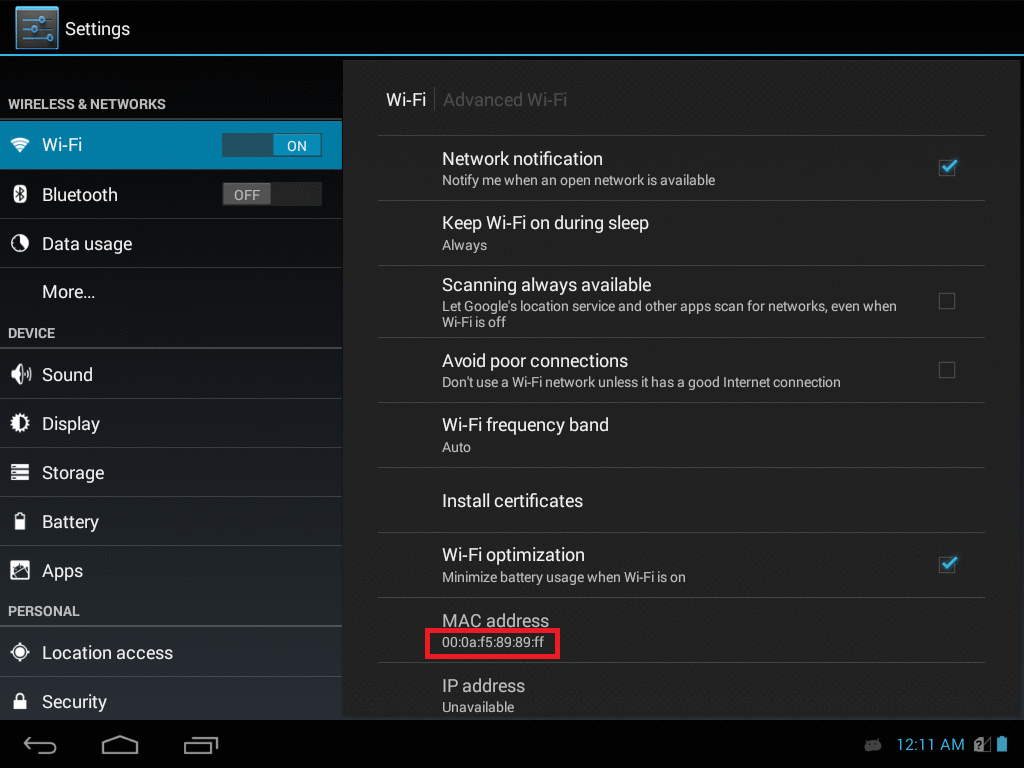 Settings
WIRELESS & NETWORKS
Wi-Fi ON
Bluetooth OFF
Data usage
More...
DEVICE
Sound
Display
Storage
Battery
Apps
PERSONAL
Location access
Security
Wi-Fi Advanced Wi-Fi
Network notification
Notify me when an open network is available
Keep Wi-Fi on during sleep
Always
Scanning always available
Let Google's location service and other apps scan for networks, even when
Wi-Fi is off
Avoid poor connections
Don't use a Wi-Fi network unless it has a good Internet connection
Wi-Fi frequency band
Auto
Install certificates
Wi-Fi optimization
Minimize battery usage when Wi-Fi is on
MAC address
00:0a:f5:89:89:ff
IP address
Unavailable
12:11 AM